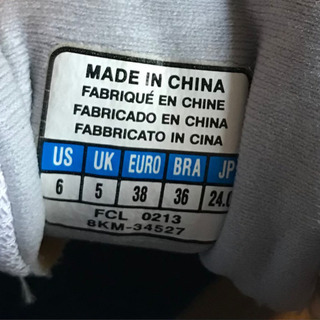 MADE IN CHINA
FABRIQUÉ EN CHINE
FABRICADO EN CHINA
FABBRICATO IN CINA
US UK EURO BRA JP
6 5 38 36 24.0
FCL 0213
8KM-34527